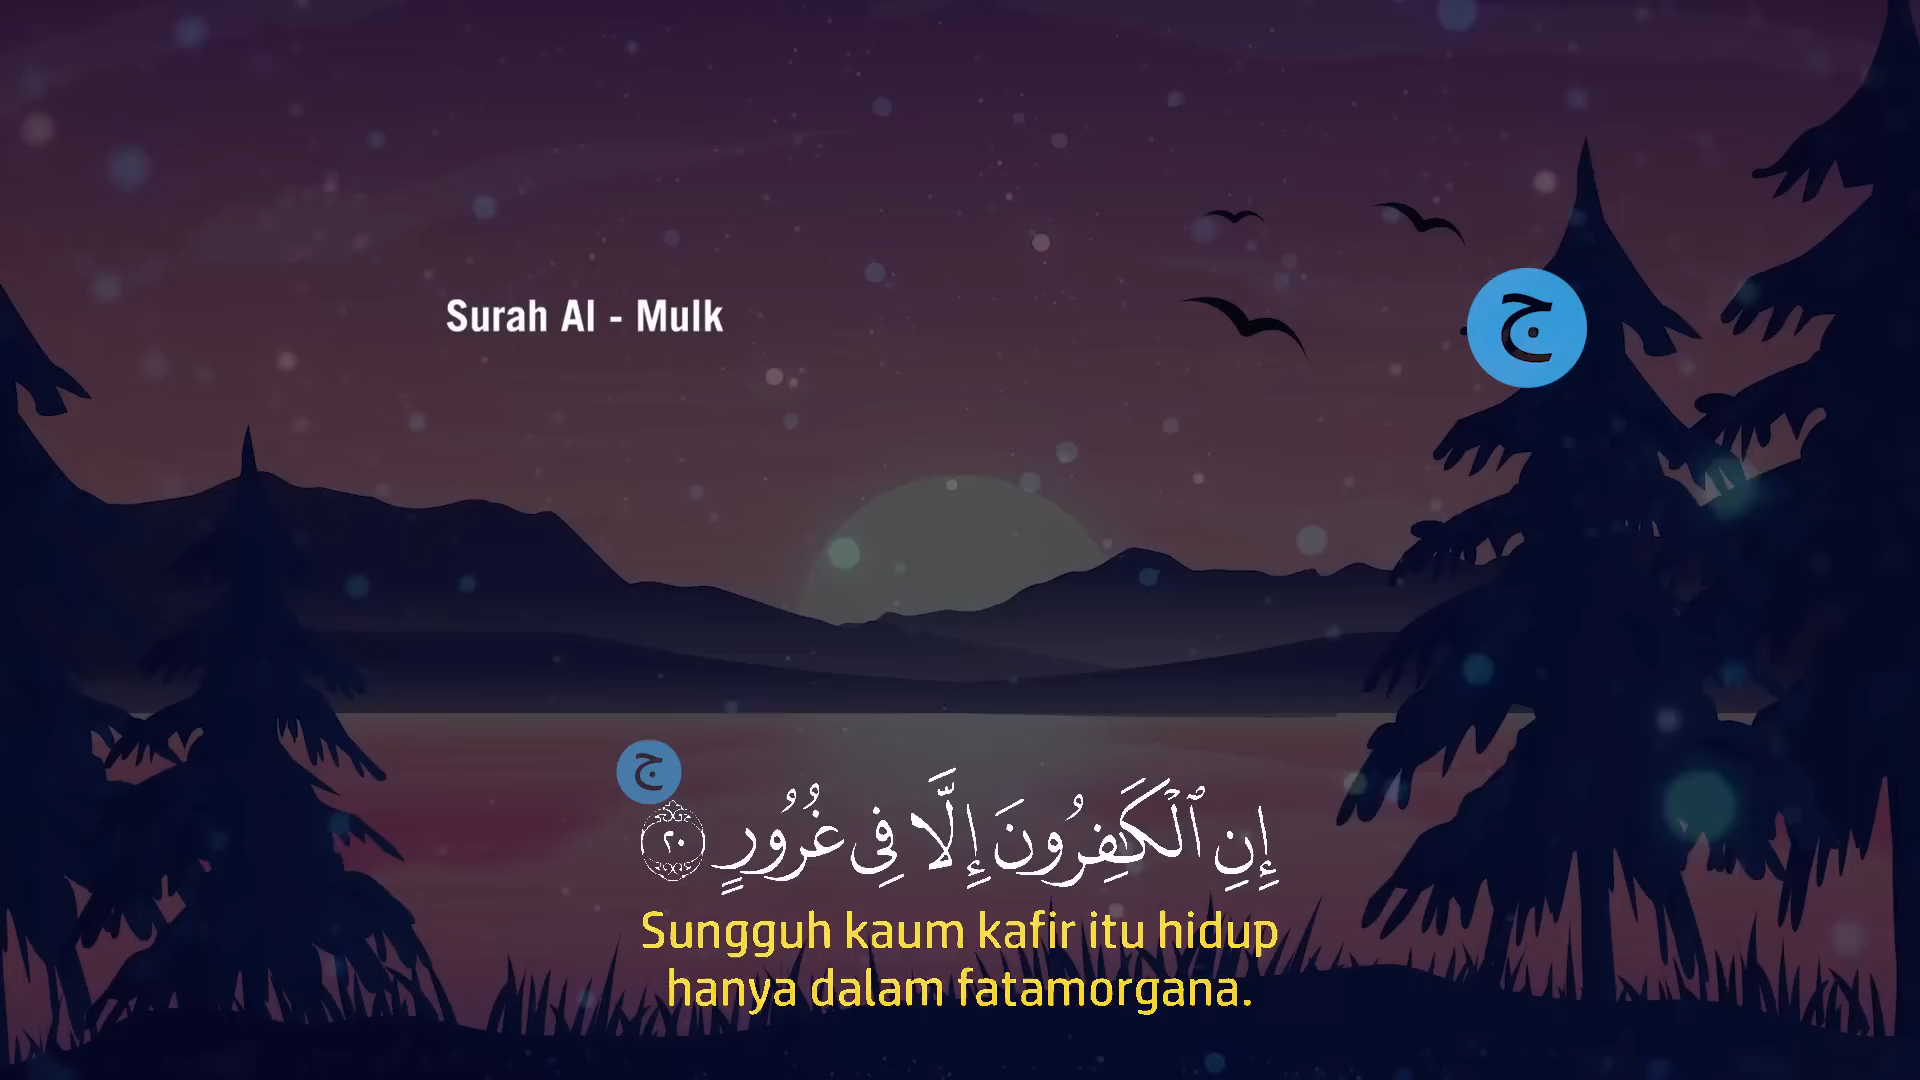 Surah Al - Mulk
ج
ج
إِنِ ٱلْكَٰفِرُونَ إِلَّا فِى غُرُورٍ ٢٠
Sungguh kaum kafir itu hidup
hanya dalam fatamorgana.